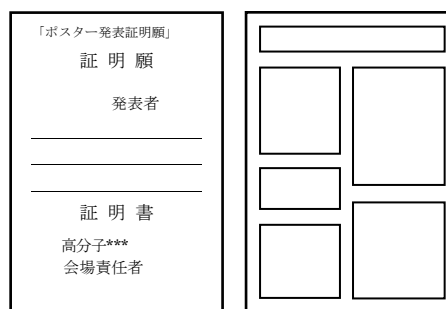 「ポスター発表証明願」
証 明 願
発表者
証 明 書
高分子***
会場責任者